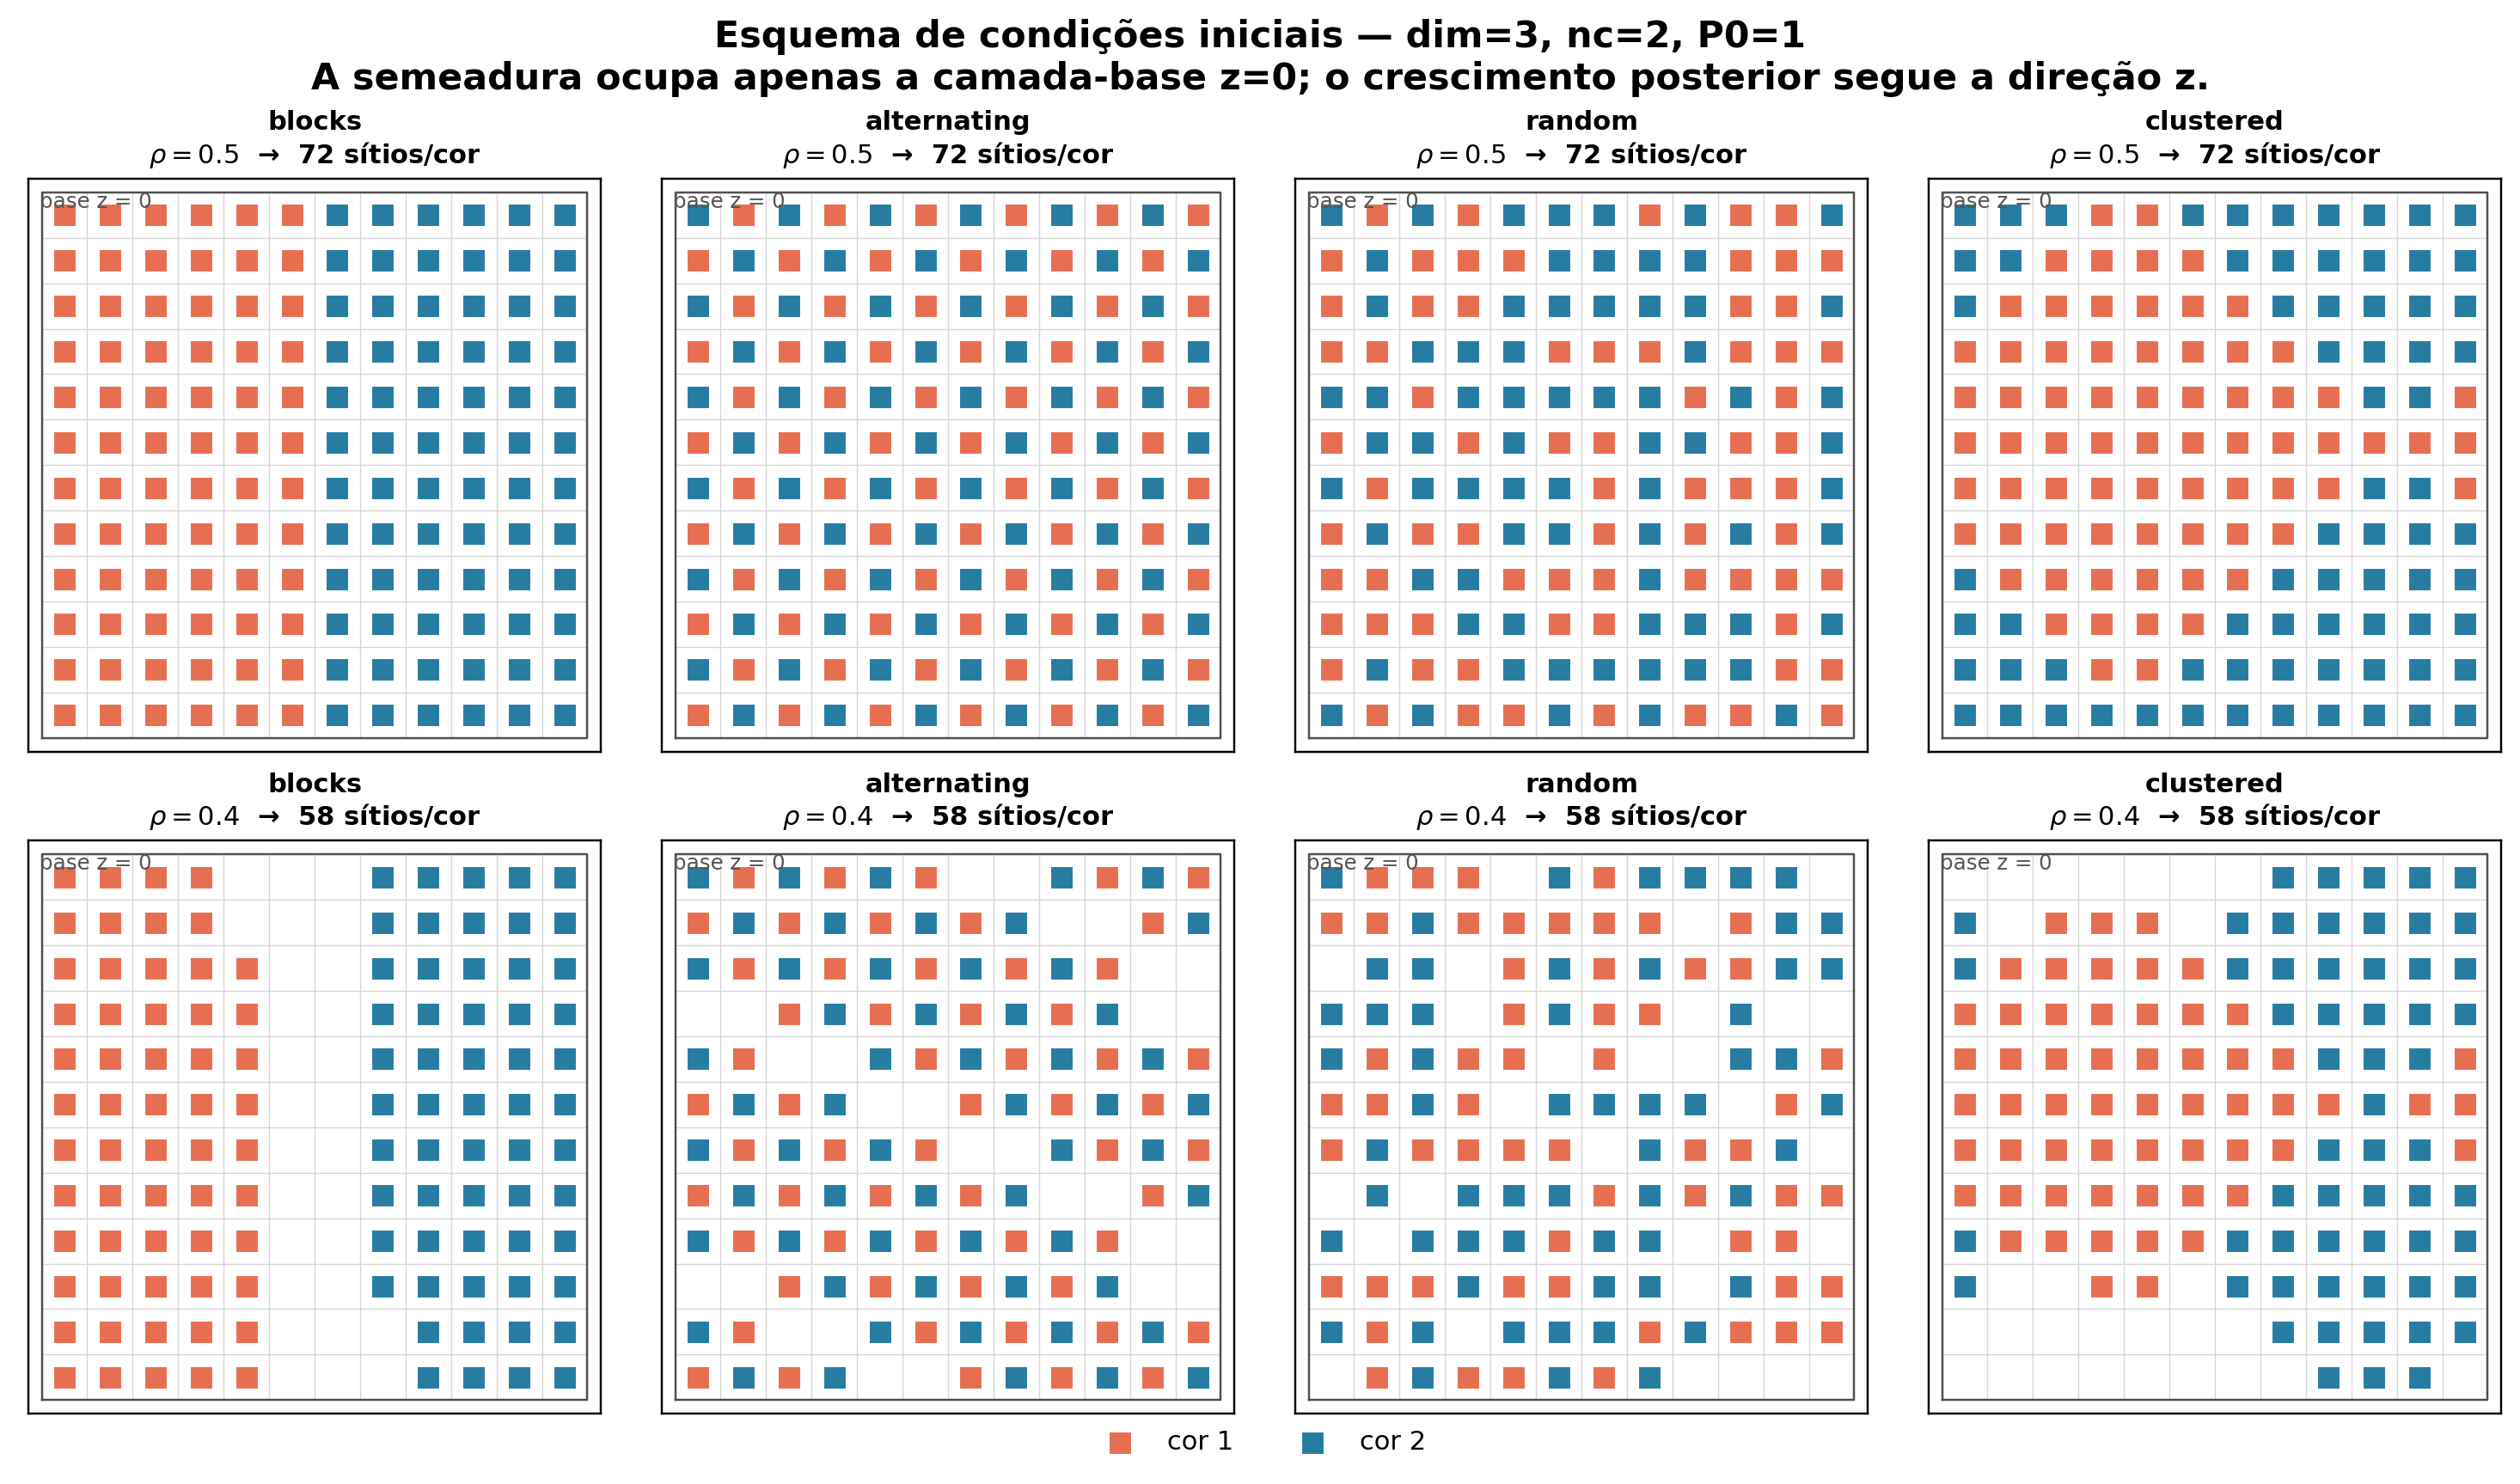 Esquema de condições iniciais — dim=3, nc=2, P0=1
A semeadura ocupa apenas a camada-base z=0; o crescimento posterior segue a direção z.
blocks
ρ = 0.5 → 72 sítios/cor
base z = 0
alternating
ρ = 0.5 → 72 sítios/cor
base z = 0
random
ρ = 0.5 → 72 sítios/cor
base z = 0
clustered
ρ = 0.5 → 72 sítios/cor
base z = 0
blocks
ρ = 0.4 → 58 sítios/cor
base z = 0
alternating
ρ = 0.4 → 58 sítios/cor
base z = 0
random
ρ = 0.4 → 58 sítios/cor
base z = 0
clustered
ρ = 0.4 → 58 sítios/cor
base z = 0
cor 1
cor 2